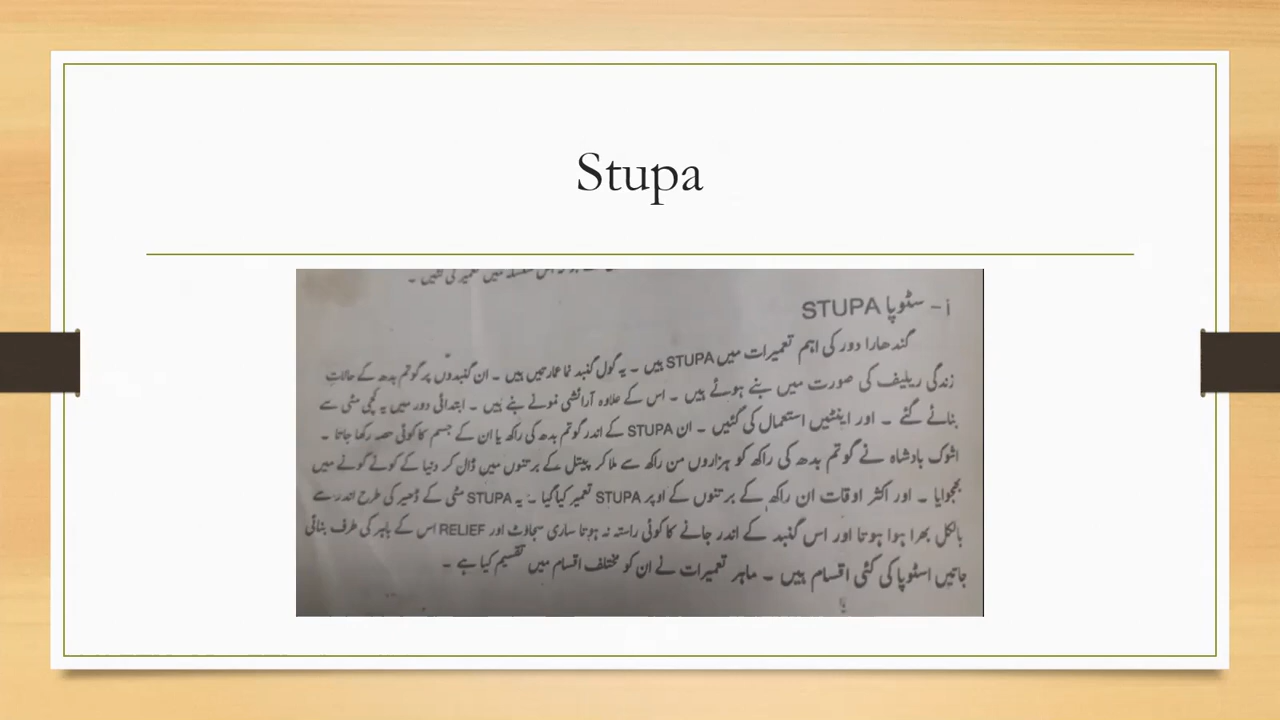 Stupa
میں تعمیر کی گئیں ۔
i - سٹوپا STUPA
گندھارا دور کی اہم تعمیرات میں STUPA ہیں ۔ یہ گول گنبد نما عمارتیں ہیں ۔ ان گنبدوں پر گوتم بدھ کے حالاتِ
زندگی ریلیف کی صورت میں بنے ہوئے ہیں ۔ اس کے علاوہ آرائشی نمونے بنے ہیں ۔ ابتدائی دور میں یہ کچی مٹی سے
بنائے گئے ۔ اور اینٹیں استعمال کی گئیں ۔ ان STUPA کے اندر گوتم بدھ کی راکھ یا ان کے جسم کا کوئی حصہ رکھا جاتا ۔
اشوک بادشاہ نے گوتم بدھ کی راکھ کو ہزاروں من راکھ سے ملا کر پیتل کے برتنوں میں ڈال کر دنیا کے کونے کونے میں
بھجوایا ۔ اور اکثر اوقات ان راکھ کے برتنوں کے اوپر STUPA تعمیر کیا گیا ۔ یہ STUPA مٹی کے ڈھیر کی طرح اندر سے
بالکل بھرا ہوا ہوتا اور اس گنبد کے اندر جانے کا کوئی راستہ نہ ہوتا ساری سجاوٹ اور RELIEF اس کے باہر کی طرف بنائی
جاتیں اسٹوپا کی کئی اقسام ہیں ۔ ماہر تعمیرات نے ان کو مختلف اقسام میں تقسیم کیا ہے ۔